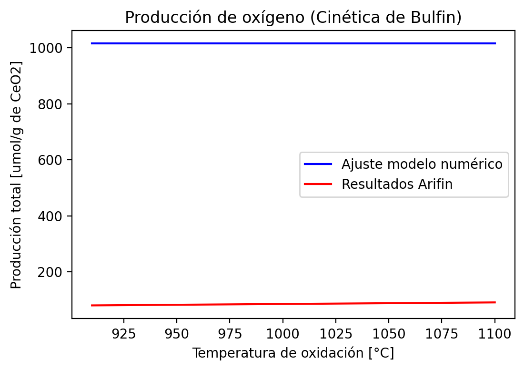 Producción de oxígeno (Cinética de Bulfin)
Producción total [umol/g de CeO2]
1000
800
600
400
200
Ajuste modelo numérico
Resultados Arifin
925 950 975 1000 1025 1050 1075 1100
Temperatura de oxidación [°C]